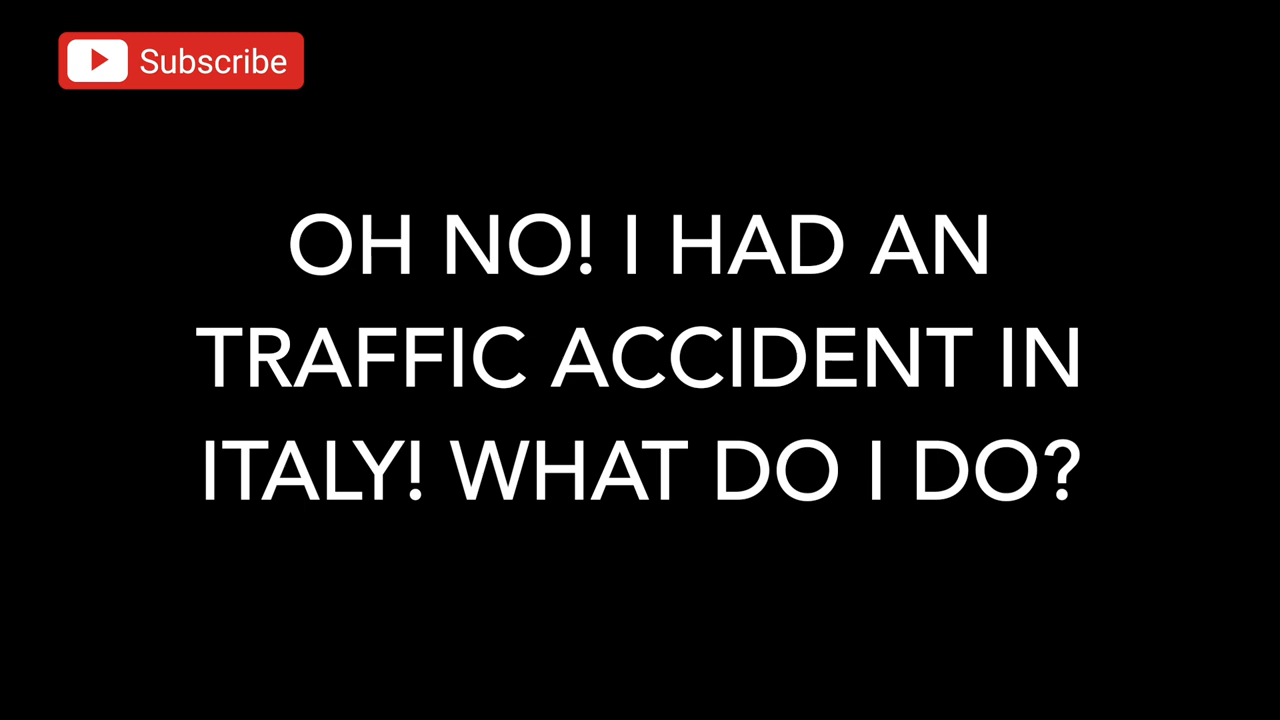 Subscribe
OH NO! I HAD AN
TRAFFIC ACCIDENT IN
ITALY! WHAT DO I DO?